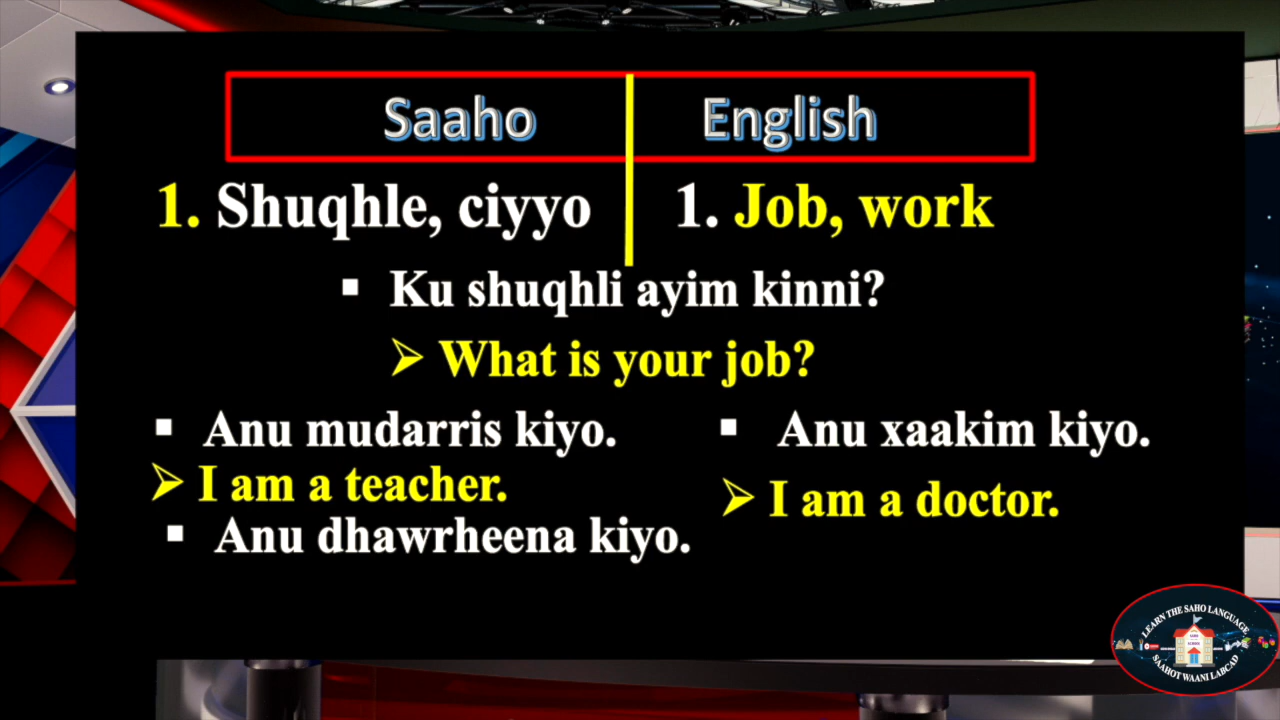 Saaho English
1. Shuqhle, ciyyo 1. Job, work
Ku shuqhli ayim kinni?
What is your job?
Anu mudarris kiyo. Anu xaakim kiyo.
I am a teacher. I am a doctor.
Anu dhawrheena kiyo.
LEARN THE SAHO LANGUAGE
SAAHOT WAANI LABCAD